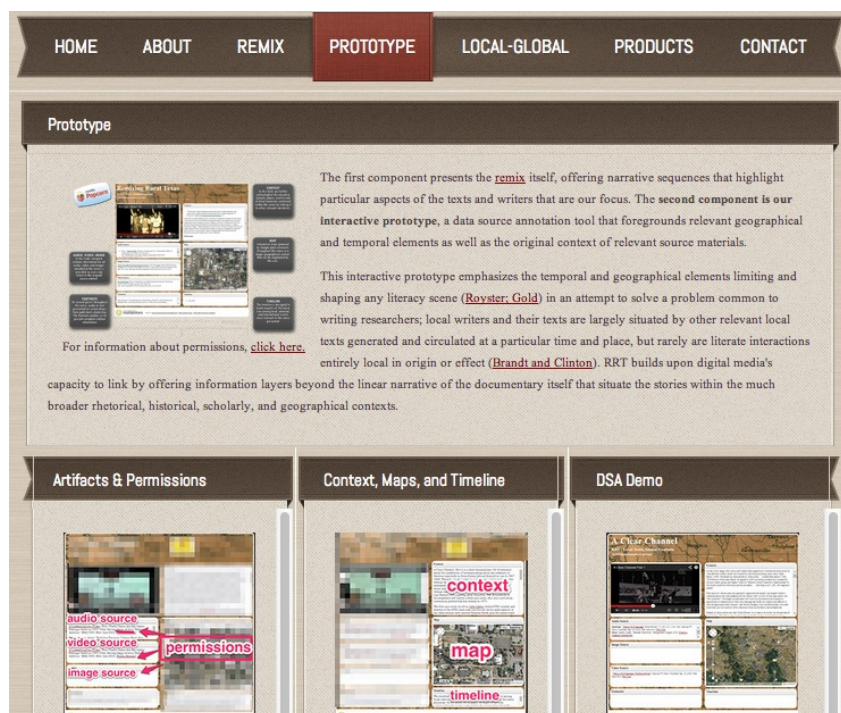 HOME ABOUT REMIX PROTOTYPE LOCAL-GLOBAL PRODUCTS CONTACT
Prototype
Popcorn
Remixing Rural Texas
The first component presents the remix itself, offering narrative sequences that highlight
particular aspects of the texts and writers that are our focus. The second component is our
interactive prototype, a data source annotation tool that foregrounds relevant geographical
and temporal elements as well as the original context of relevant source materials.
This interactive prototype emphasizes the temporal and geographical elements limiting and
shaping any literacy scene (Royster; Gold) in an attempt to solve a problem common to
writing researchers; local writers and their texts are largely situated by other relevant local
For information about permissions, click here.
texts generated and circulated at a particular time and place, but rarely are literate interactions
entirely local in origin or effect (Brandt and Clinton). RRT builds upon digital media's
capacity to link by offering information layers beyond the linear narrative of the documentary itself that situate the stories within the much
broader rhetorical, historical, scholarly, and geographical contexts.
Artifacts & Permissions
audio source
video source
permissions
image source
Context, Maps, and Timeline
context
map
timeline
DSA Demo
A Clear Channel